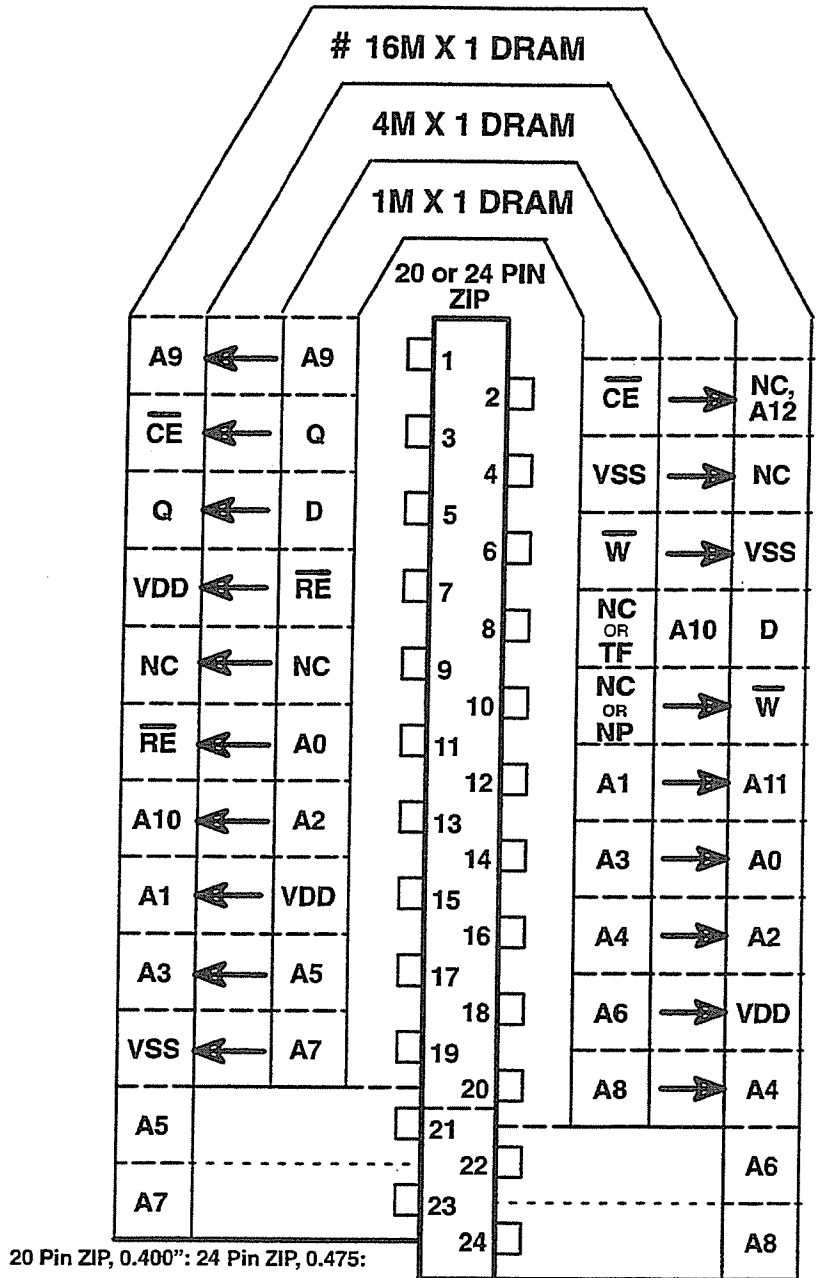 # 16M X 1 DRAM
4M X 1 DRAM
1M X 1 DRAM
20 or 24 PIN
ZIP
A9 A9 1
2 CE NC,
A12
CE Q 3
4 VSS NC
Q D 5
6 W VSS
VDD RE 7
8 NC
OR
TF A10 D
NC NC 9
10 NC
OR
NP W
RE A0 11
12 A1 A11
A10 A2 13
14 A3 A0
A1 VDD 15
16 A4 A2
A3 A5 17
18 A6 VDD
VSS A7 19
20 A8 A4
A5 21
22 A6
A7 23
24 A8
20 Pin ZIP, 0.400”: 24 Pin ZIP, 0.475: